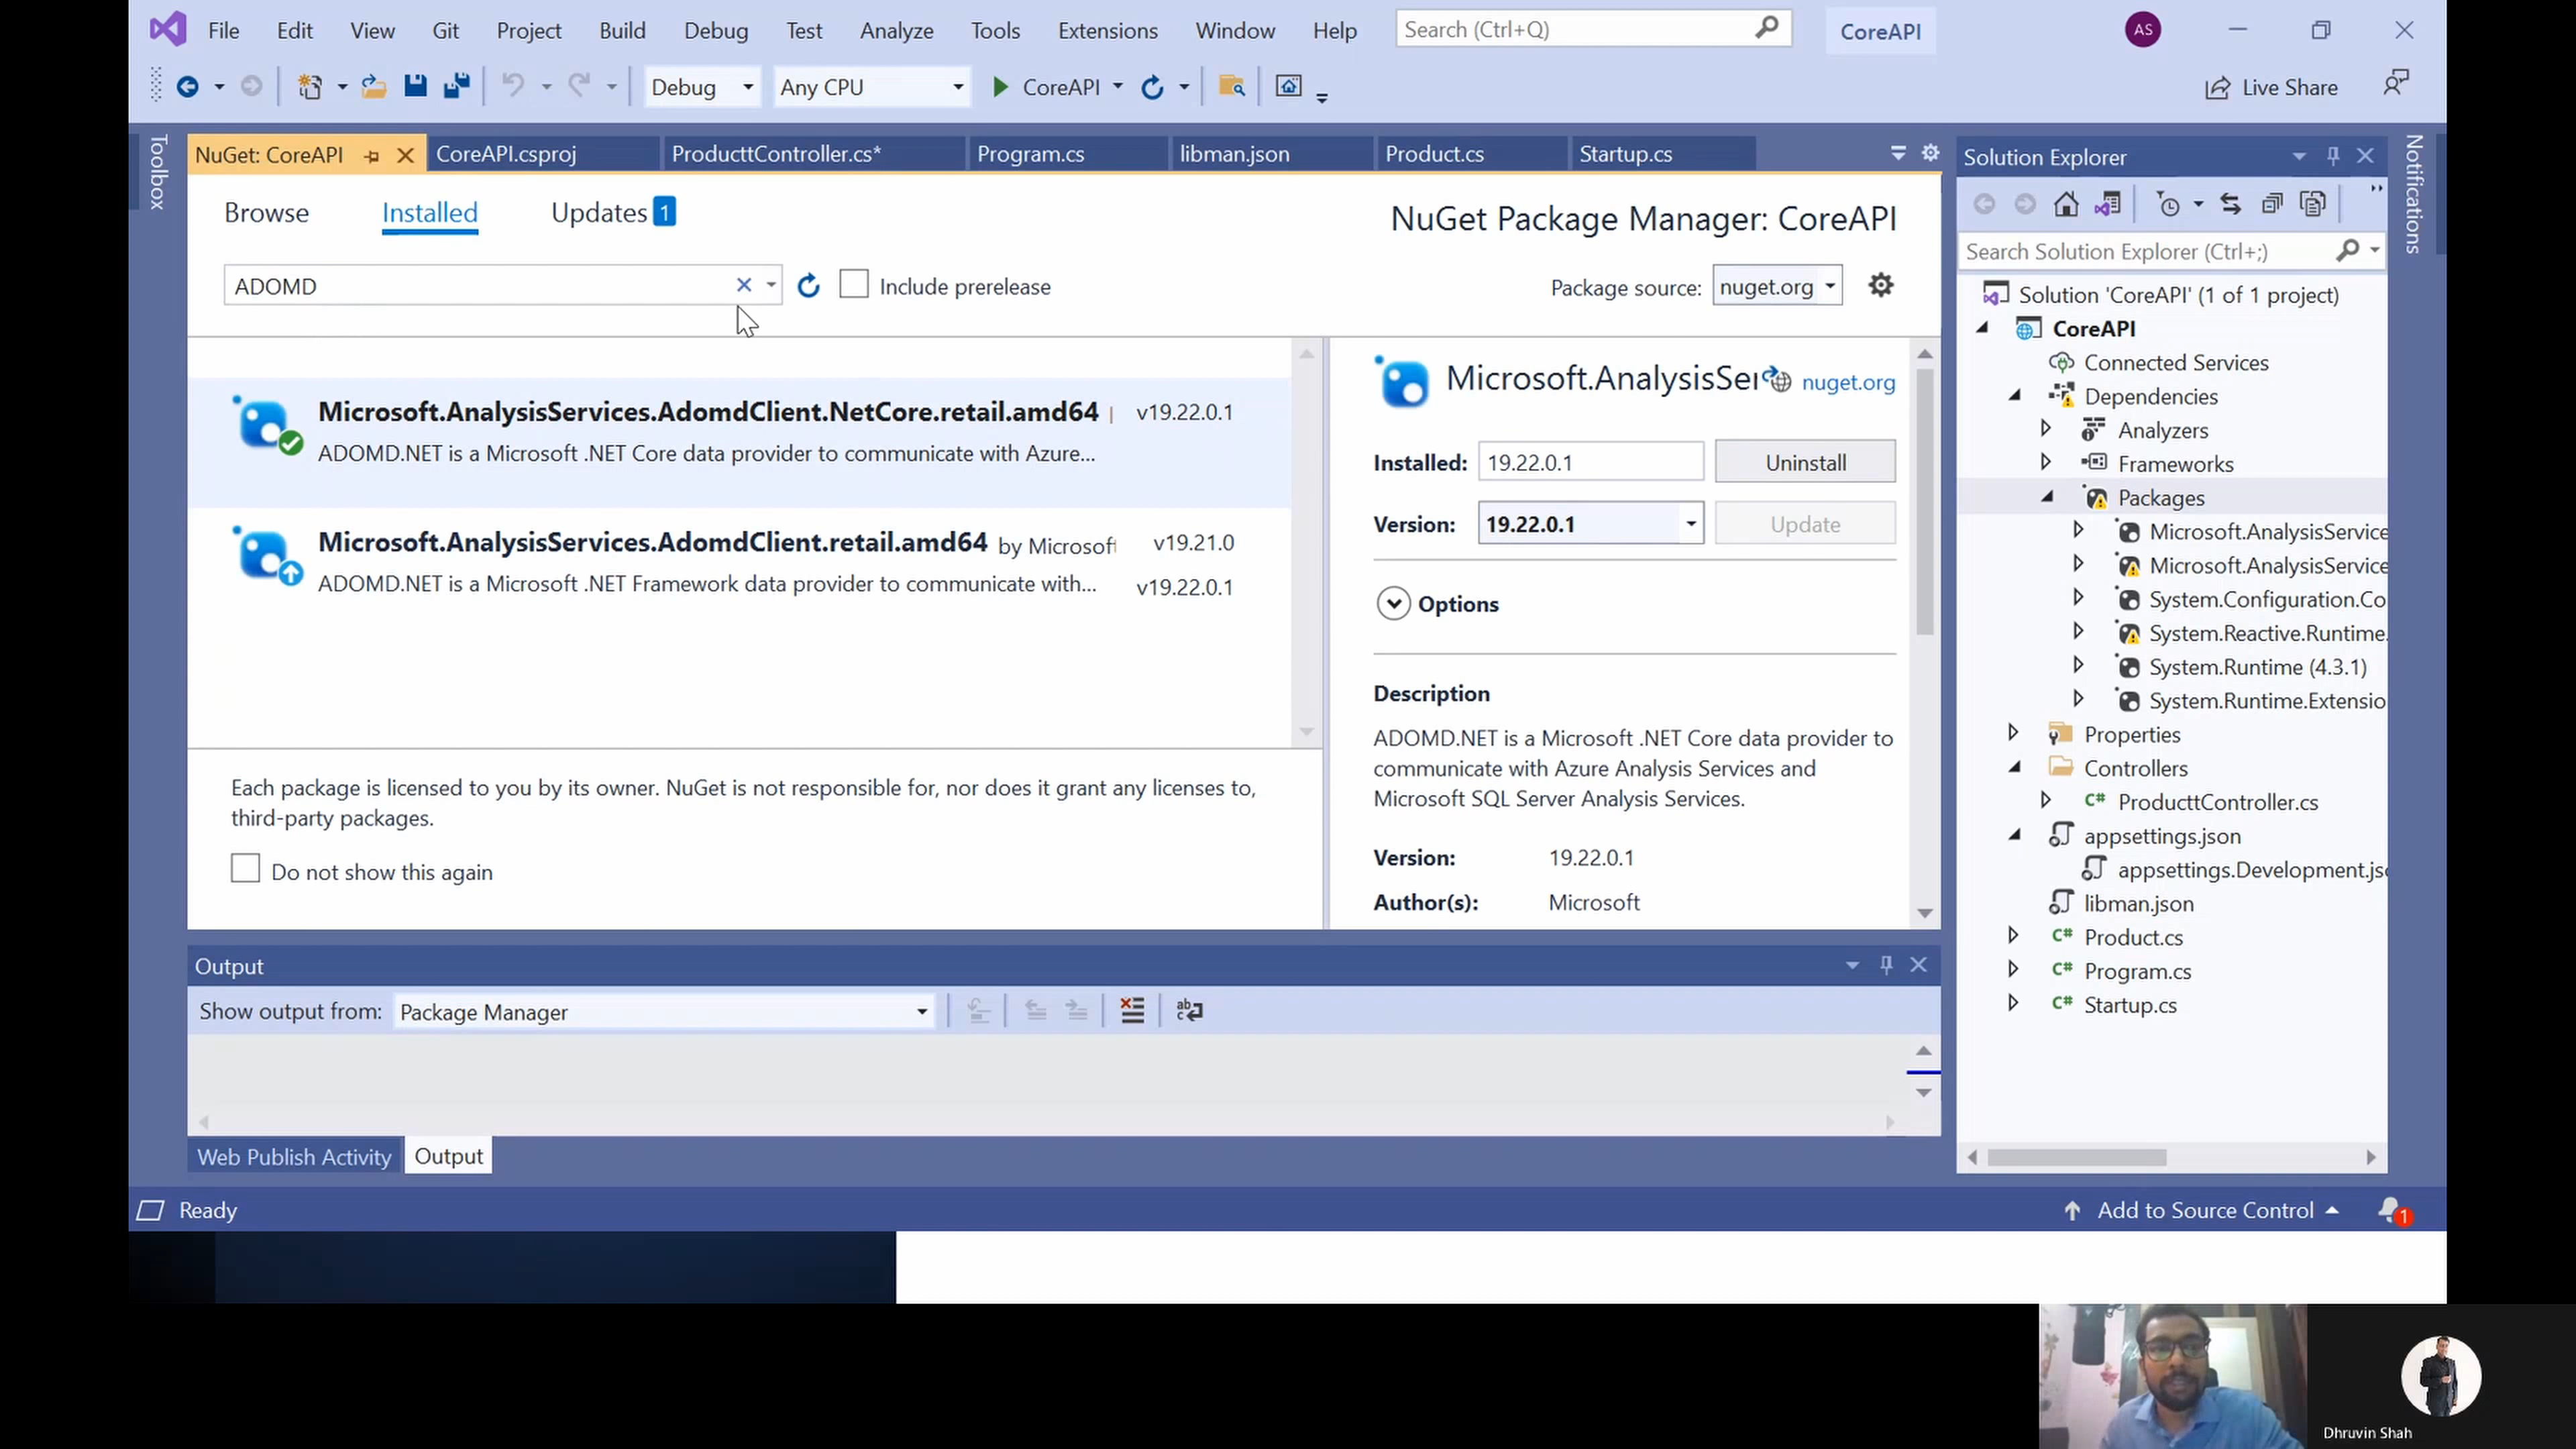 File Edit View Git Project Build Debug Test Analyze Tools Extensions Window Help Search (Ctrl+Q) CoreAPI AS
Debug Any CPU CoreAPI Live Share
Toolbox
NuGet: CoreAPI CoreAPI.csproj ProducttController.cs* Program.cs libman.json Product.cs Startup.cs
Browse Installed Updates 1 NuGet Package Manager: CoreAPI
ADOMD Include prerelease Package source: nuget.org
Microsoft.AnalysisServices.AdomdClient.NetCore.retail.amd64 v19.22.0.1
ADOMD.NET is a Microsoft .NET Core data provider to communicate with Azure...
Microsoft.AnalysisServices.AdomdClient.retail.amd64 by Microsoft v19.21.0
ADOMD.NET is a Microsoft .NET Framework data provider to communicate with... v19.22.0.1
Each package is licensed to you by its owner. NuGet is not responsible for, nor does it grant any licenses to,
third-party packages.
Do not show this again
Microsoft.AnalysisSer nuget.org
Installed: 19.22.0.1 Uninstall
Version: 19.22.0.1 Update
Options
Description
ADOMD.NET is a Microsoft .NET Core data provider to
communicate with Azure Analysis Services and
Microsoft SQL Server Analysis Services.
Version: 19.22.0.1
Author(s): Microsoft
Output
Show output from: Package Manager
Web Publish Activity Output
Solution Explorer
Search Solution Explorer (Ctrl+;)
Solution 'CoreAPI' (1 of 1 project)
CoreAPI
Connected Services
Dependencies
Analyzers
Frameworks
Packages
Microsoft.AnalysisService
Microsoft.AnalysisService
System.Configuration.Co
System.Reactive.Runtime.
System.Runtime (4.3.1)
System.Runtime.Extensio
Properties
Controllers
C# ProducttController.cs
appsettings.json
appsettings.Development.jso
libman.json
C# Product.cs
C# Program.cs
C# Startup.cs
Notifications
Ready Add to Source Control 1
Dhruvin Shah